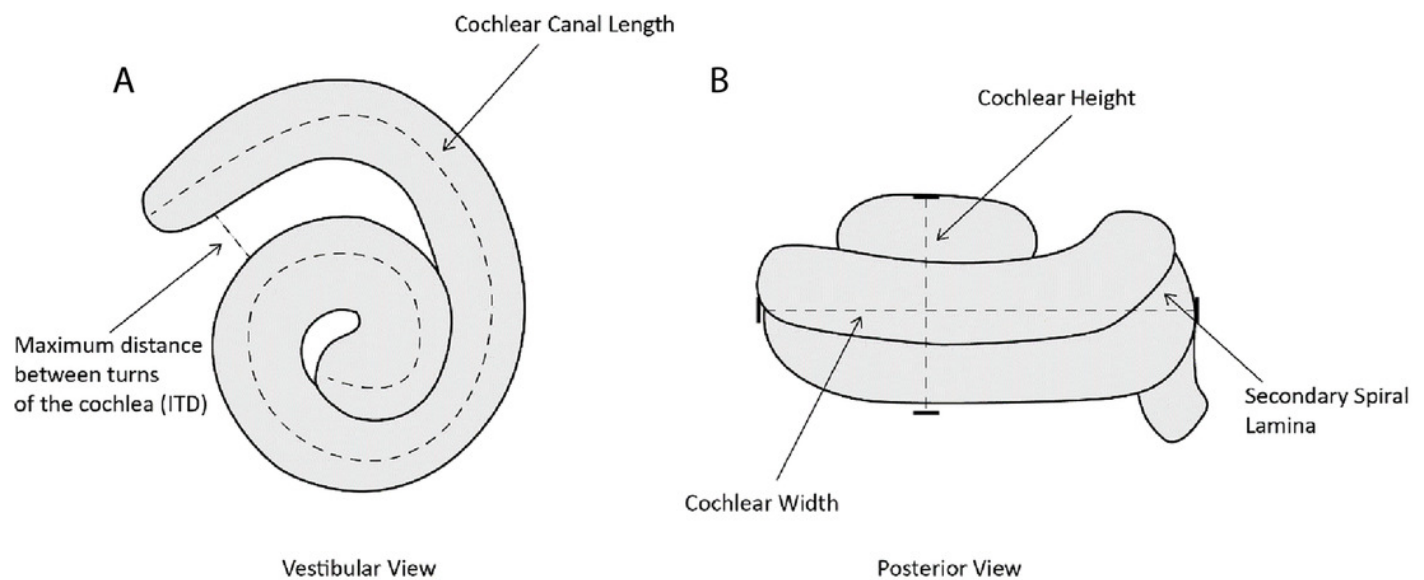 Cochlear Canal Length
A
B
Cochlear Height
Maximum distance
between turns
of the cochlea (ITD)
Secondary Spiral
Lamina
Cochlear Width
Vestibular View
Posterior View